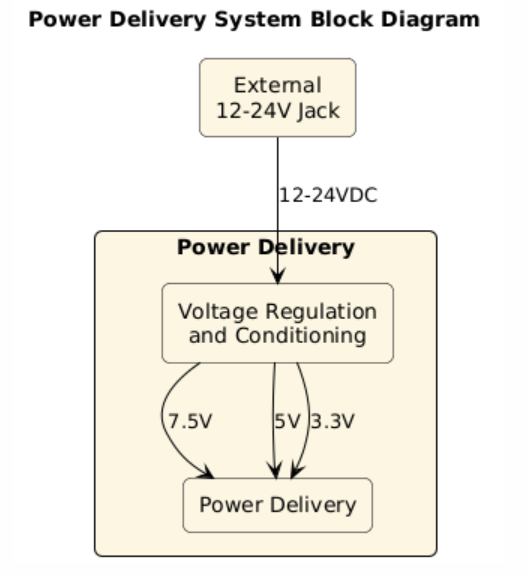 Power Delivery System Block Diagram
External
12-24V Jack
12-24VDC
Power Delivery
Voltage Regulation
and Conditioning
7.5V
5V
3.3V
Power Delivery